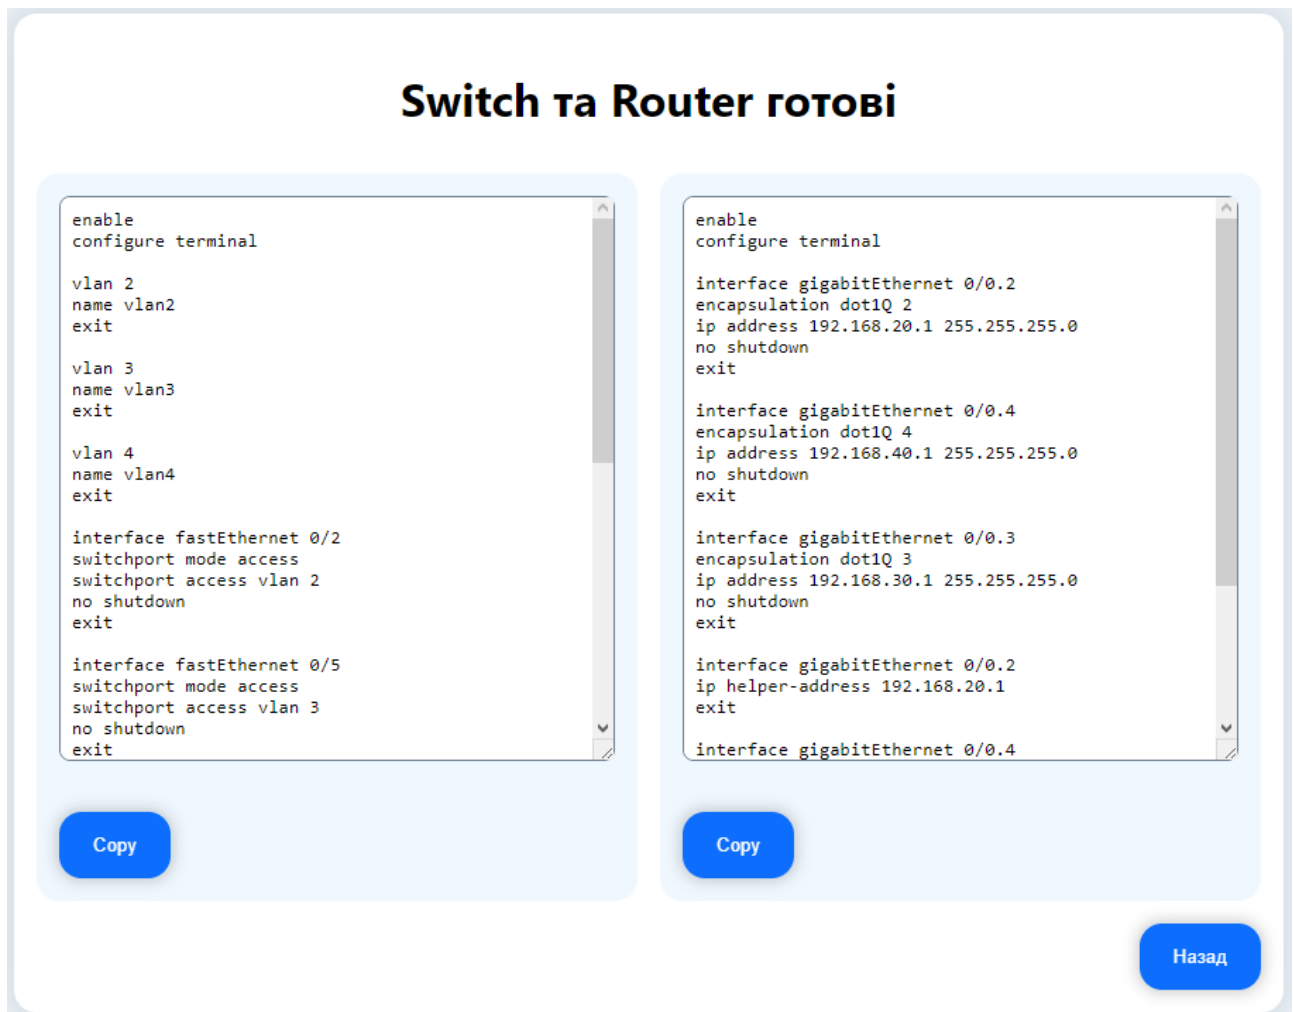 Switch та Router готові
enable
configure terminal
vlan 2
name vlan2
exit
vlan 3
name vlan3
exit
vlan 4
name vlan4
exit
interface fastEthernet 0/2
switchport mode access
switchport access vlan 2
no shutdown
exit
interface fastEthernet 0/5
switchport mode access
switchport access vlan 3
no shutdown
exit
Copy
enable
configure terminal
interface gigabitEthernet 0/0.2
encapsulation dot1Q 2
ip address 192.168.20.1 255.255.255.0
no shutdown
exit
interface gigabitEthernet 0/0.4
encapsulation dot1Q 4
ip address 192.168.40.1 255.255.255.0
no shutdown
exit
interface gigabitEthernet 0/0.3
encapsulation dot1Q 3
ip address 192.168.30.1 255.255.255.0
no shutdown
exit
interface gigabitEthernet 0/0.2
ip helper-address 192.168.20.1
exit
interface gigabitEthernet 0/0.4
Copy
Назад